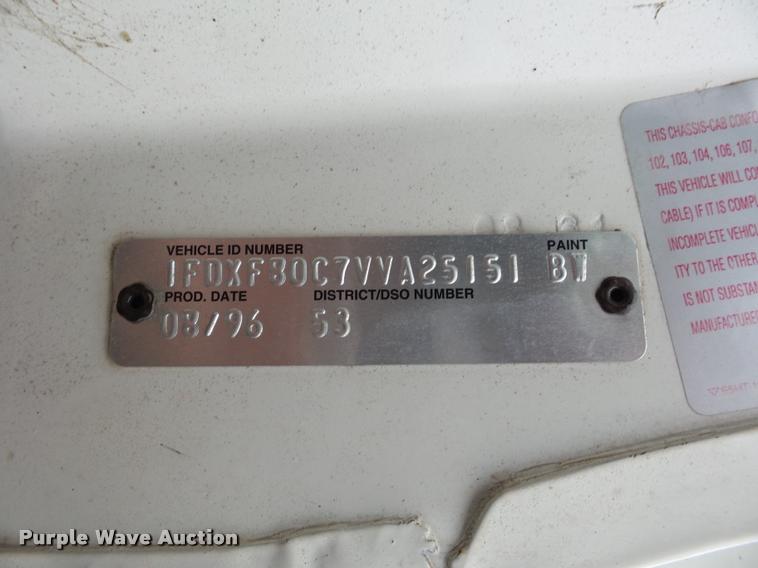 VEHICLE ID NUMBER PAINT
1FDXF80C7VVA25151 BW
PROD. DATE DISTRICT/DSO NUMBER
08/96 53
THIS CHASSIS-CAB CONFO
102, 103, 104, 106, 107,
THIS VEHICLE WILL CON
CABLE) IF IT IS COMPL
INCOMPLETE VEHICL
ITY TO THE OTHER
IS NOT SUBSTAN
MANUFACTURE
Purple Wave Auction